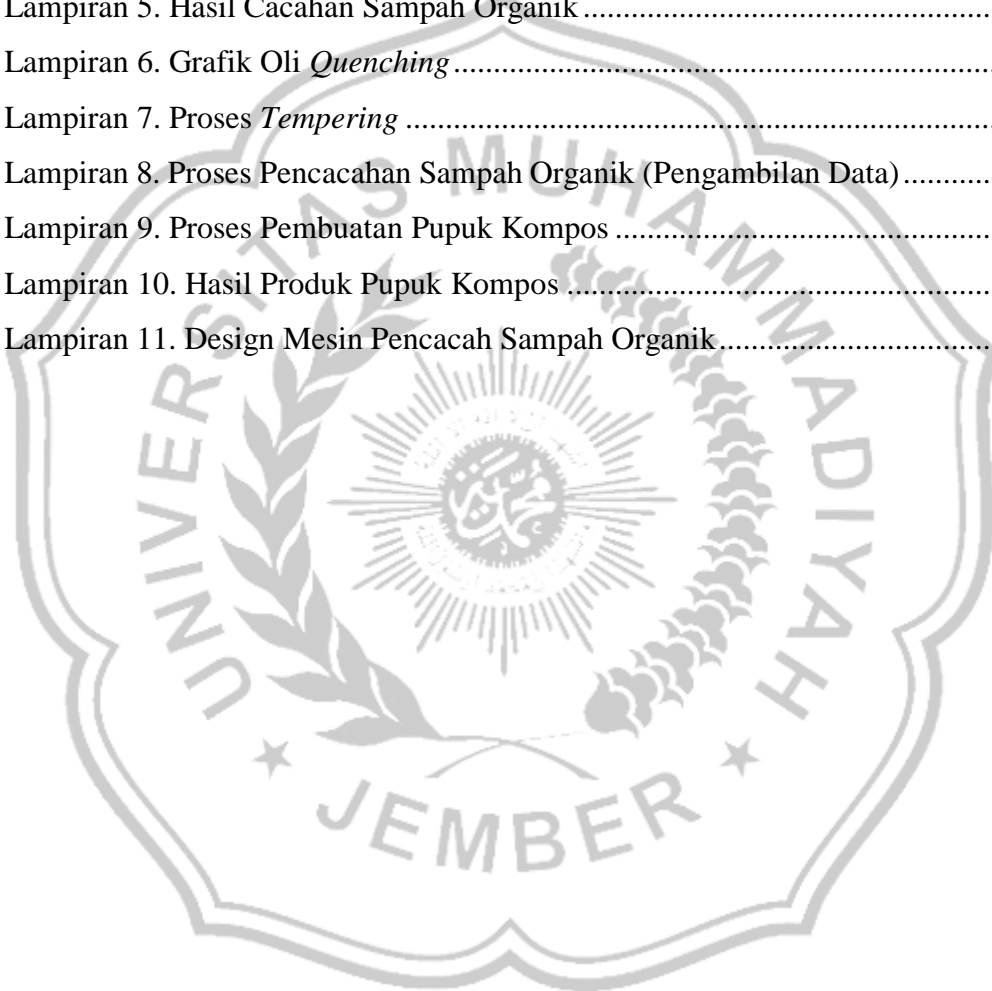 Lampiran 5. Hasil Cacahan Sampah Organik
Lampiran 6. Grafik Oli Quenching
Lampiran 7. Proses Tempering
Lampiran 8. Proses Pencacahan Sampah Organik (Pengambilan Data)
Lampiran 9. Proses Pembuatan Pupuk Kompos
Lampiran 10. Hasil Produk Pupuk Kompos
Lampiran 11. Design Mesin Pencacah Sampah Organik
UNIVERSITAS MUHAMMADIYAH
JEMBER